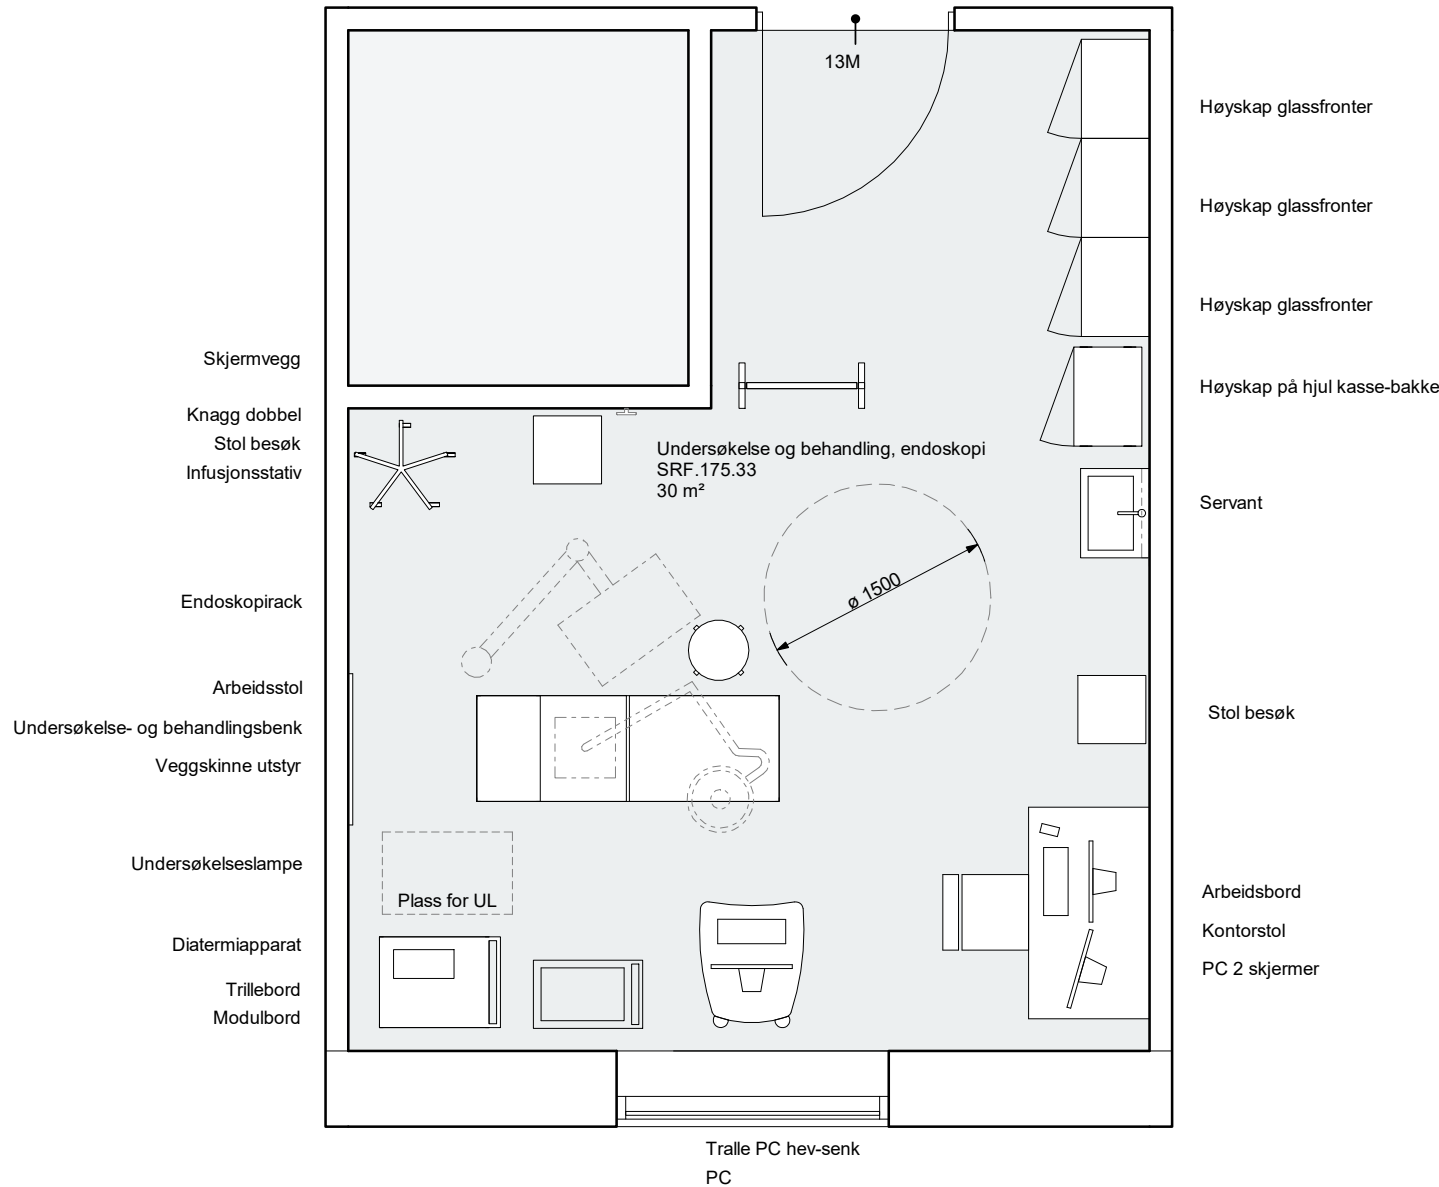 13M
Høyskap glassfronter
Høyskap glassfronter
Høyskap glassfronter
Høyskap på hjul kasse-bakke
Servant
Stol besøk
Arbeidsbord
Kontorstol
PC 2 skjermer
Skjermvegg
Knagg dobbel
Stol besøk
Infusjonsstativ
Endoskopirack
Arbeidsstol
Undersøkelse- og behandlingsbenk
Veggskinne utstyr
Undersøkelseslampe
Diatermiapparat
Trillebord
Modulbord
Undersøkelse og behandling, endoskopi
SRF.175.33
30 m²
ø 1500
Plass for UL
Tralle PC hev-senk
PC